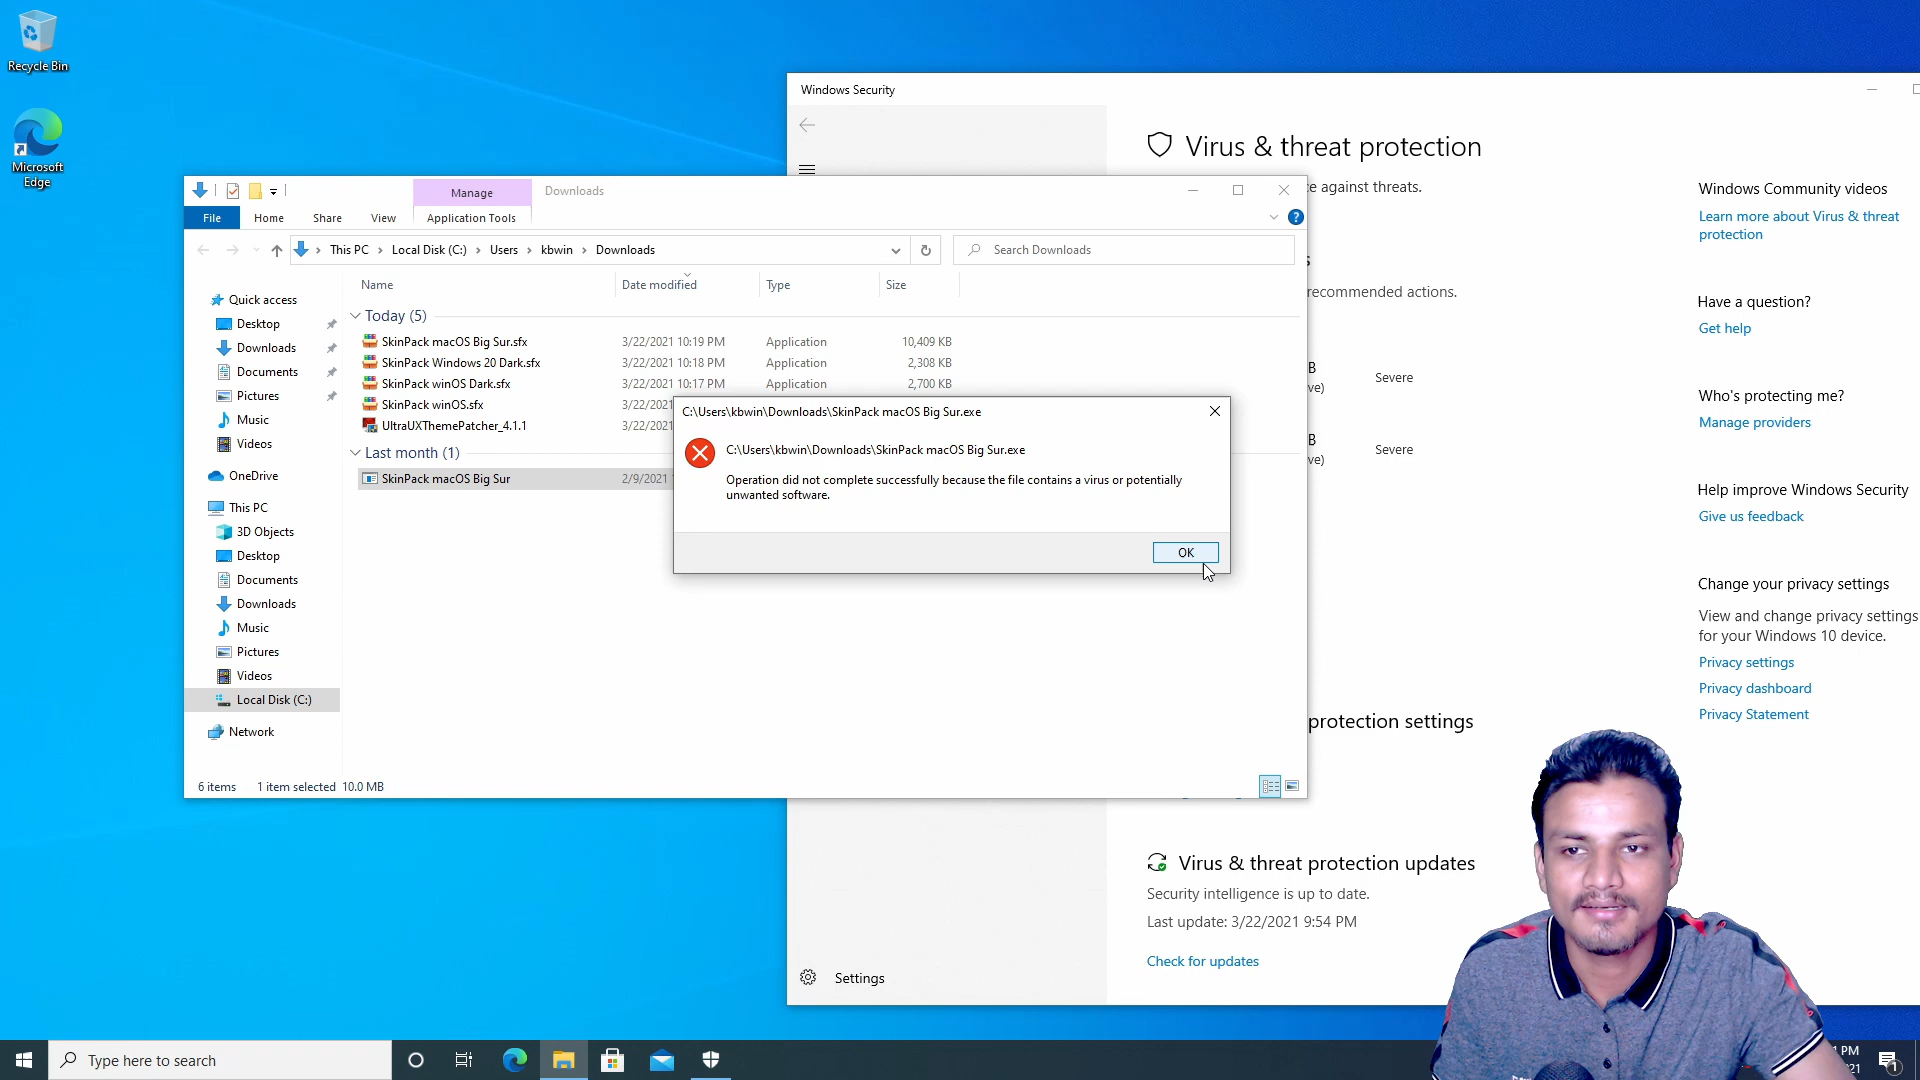 Recycle Bin
Microsoft
Edge
Windows Security
Virus & threat protection
ce against threats.
s
recommended actions.
B
ve)
Severe
B
ve)
Severe
protection settings
Virus & threat protection updates
Security intelligence is up to date.
Last update: 3/22/2021 9:54 PM
Check for updates
Settings
Windows Community videos
Learn more about Virus & threat
protection
Have a question?
Get help
Who's protecting me?
Manage providers
Help improve Windows Security
Give us feedback
Change your privacy settings
View and change privacy settings
for your Windows 10 device.
Privacy settings
Privacy dashboard
Privacy Statement
Manage
Downloads
File
Home
Share
View
Application Tools
This PC
Local Disk (C:)
Users
kbwin
Downloads
Search Downloads
Name
Date modified
Type
Size
Quick access
Desktop
Downloads
Documents
Pictures
Music
Videos
OneDrive
This PC
3D Objects
Desktop
Documents
Downloads
Music
Pictures
Videos
Local Disk (C:)
Network
Today (5)
SkinPack macOS Big Sur.sfx 3/22/2021 10:19 PM Application 10,409 KB
SkinPack Windows 20 Dark.sfx 3/22/2021 10:18 PM Application 2,308 KB
SkinPack winOS Dark.sfx 3/22/2021 10:17 PM Application 2,700 KB
SkinPack winOS.sfx 3/22/2021
UltraUXThemePatcher_4.1.1 3/22/2021
Last month (1)
SkinPack macOS Big Sur 2/9/2021
C:\Users\kbwin\Downloads\SkinPack macOS Big Sur.exe
C:\Users\kbwin\Downloads\SkinPack macOS Big Sur.exe
Operation did not complete successfully because the file contains a virus or potentially
unwanted software.
OK
6 items 1 item selected 10.0 MB
Type here to search
1 PM
21
1